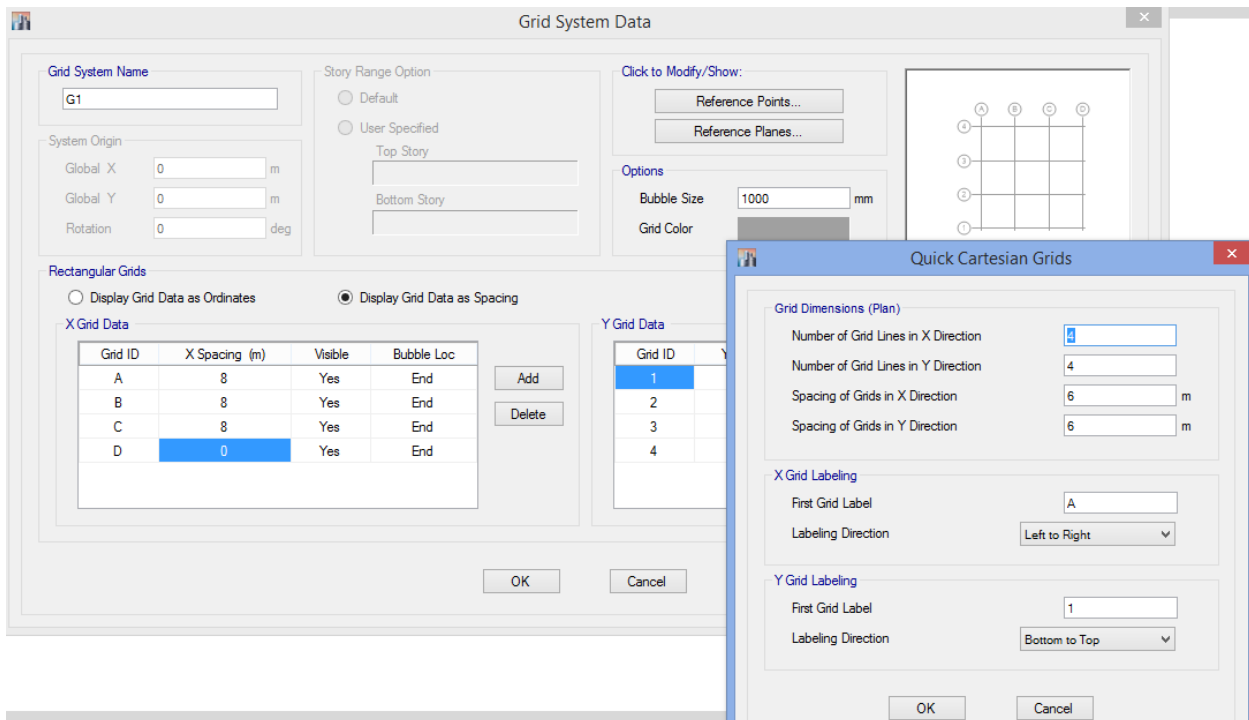 Grid System Data
Grid System Name
G1
System Origin
Global X 0 m
Global Y 0 m
Rotation 0 deg
Story Range Option
Default
User Specified
Top Story
Bottom Story
Click to Modify/Show:
Reference Points...
Reference Planes...
Options
Bubble Size 1000 mm
Grid Color
A B C D
4
3
2
1
Rectangular Grids
Display Grid Data as Ordinates Display Grid Data as Spacing
X Grid Data
Grid ID X Spacing (m) Visible Bubble Loc
A 8 Yes End
B 8 Yes End
C 8 Yes End
D 0 Yes End
Add
Delete
Y Grid Data
Grid ID Y
1
2
3
4
OK Cancel
Quick Cartesian Grids
Grid Dimensions (Plan)
Number of Grid Lines in X Direction 4
Number of Grid Lines in Y Direction 4
Spacing of Grids in X Direction 6 m
Spacing of Grids in Y Direction 6 m
X Grid Labeling
First Grid Label A
Labeling Direction Left to Right
Y Grid Labeling
First Grid Label 1
Labeling Direction Bottom to Top
OK Cancel